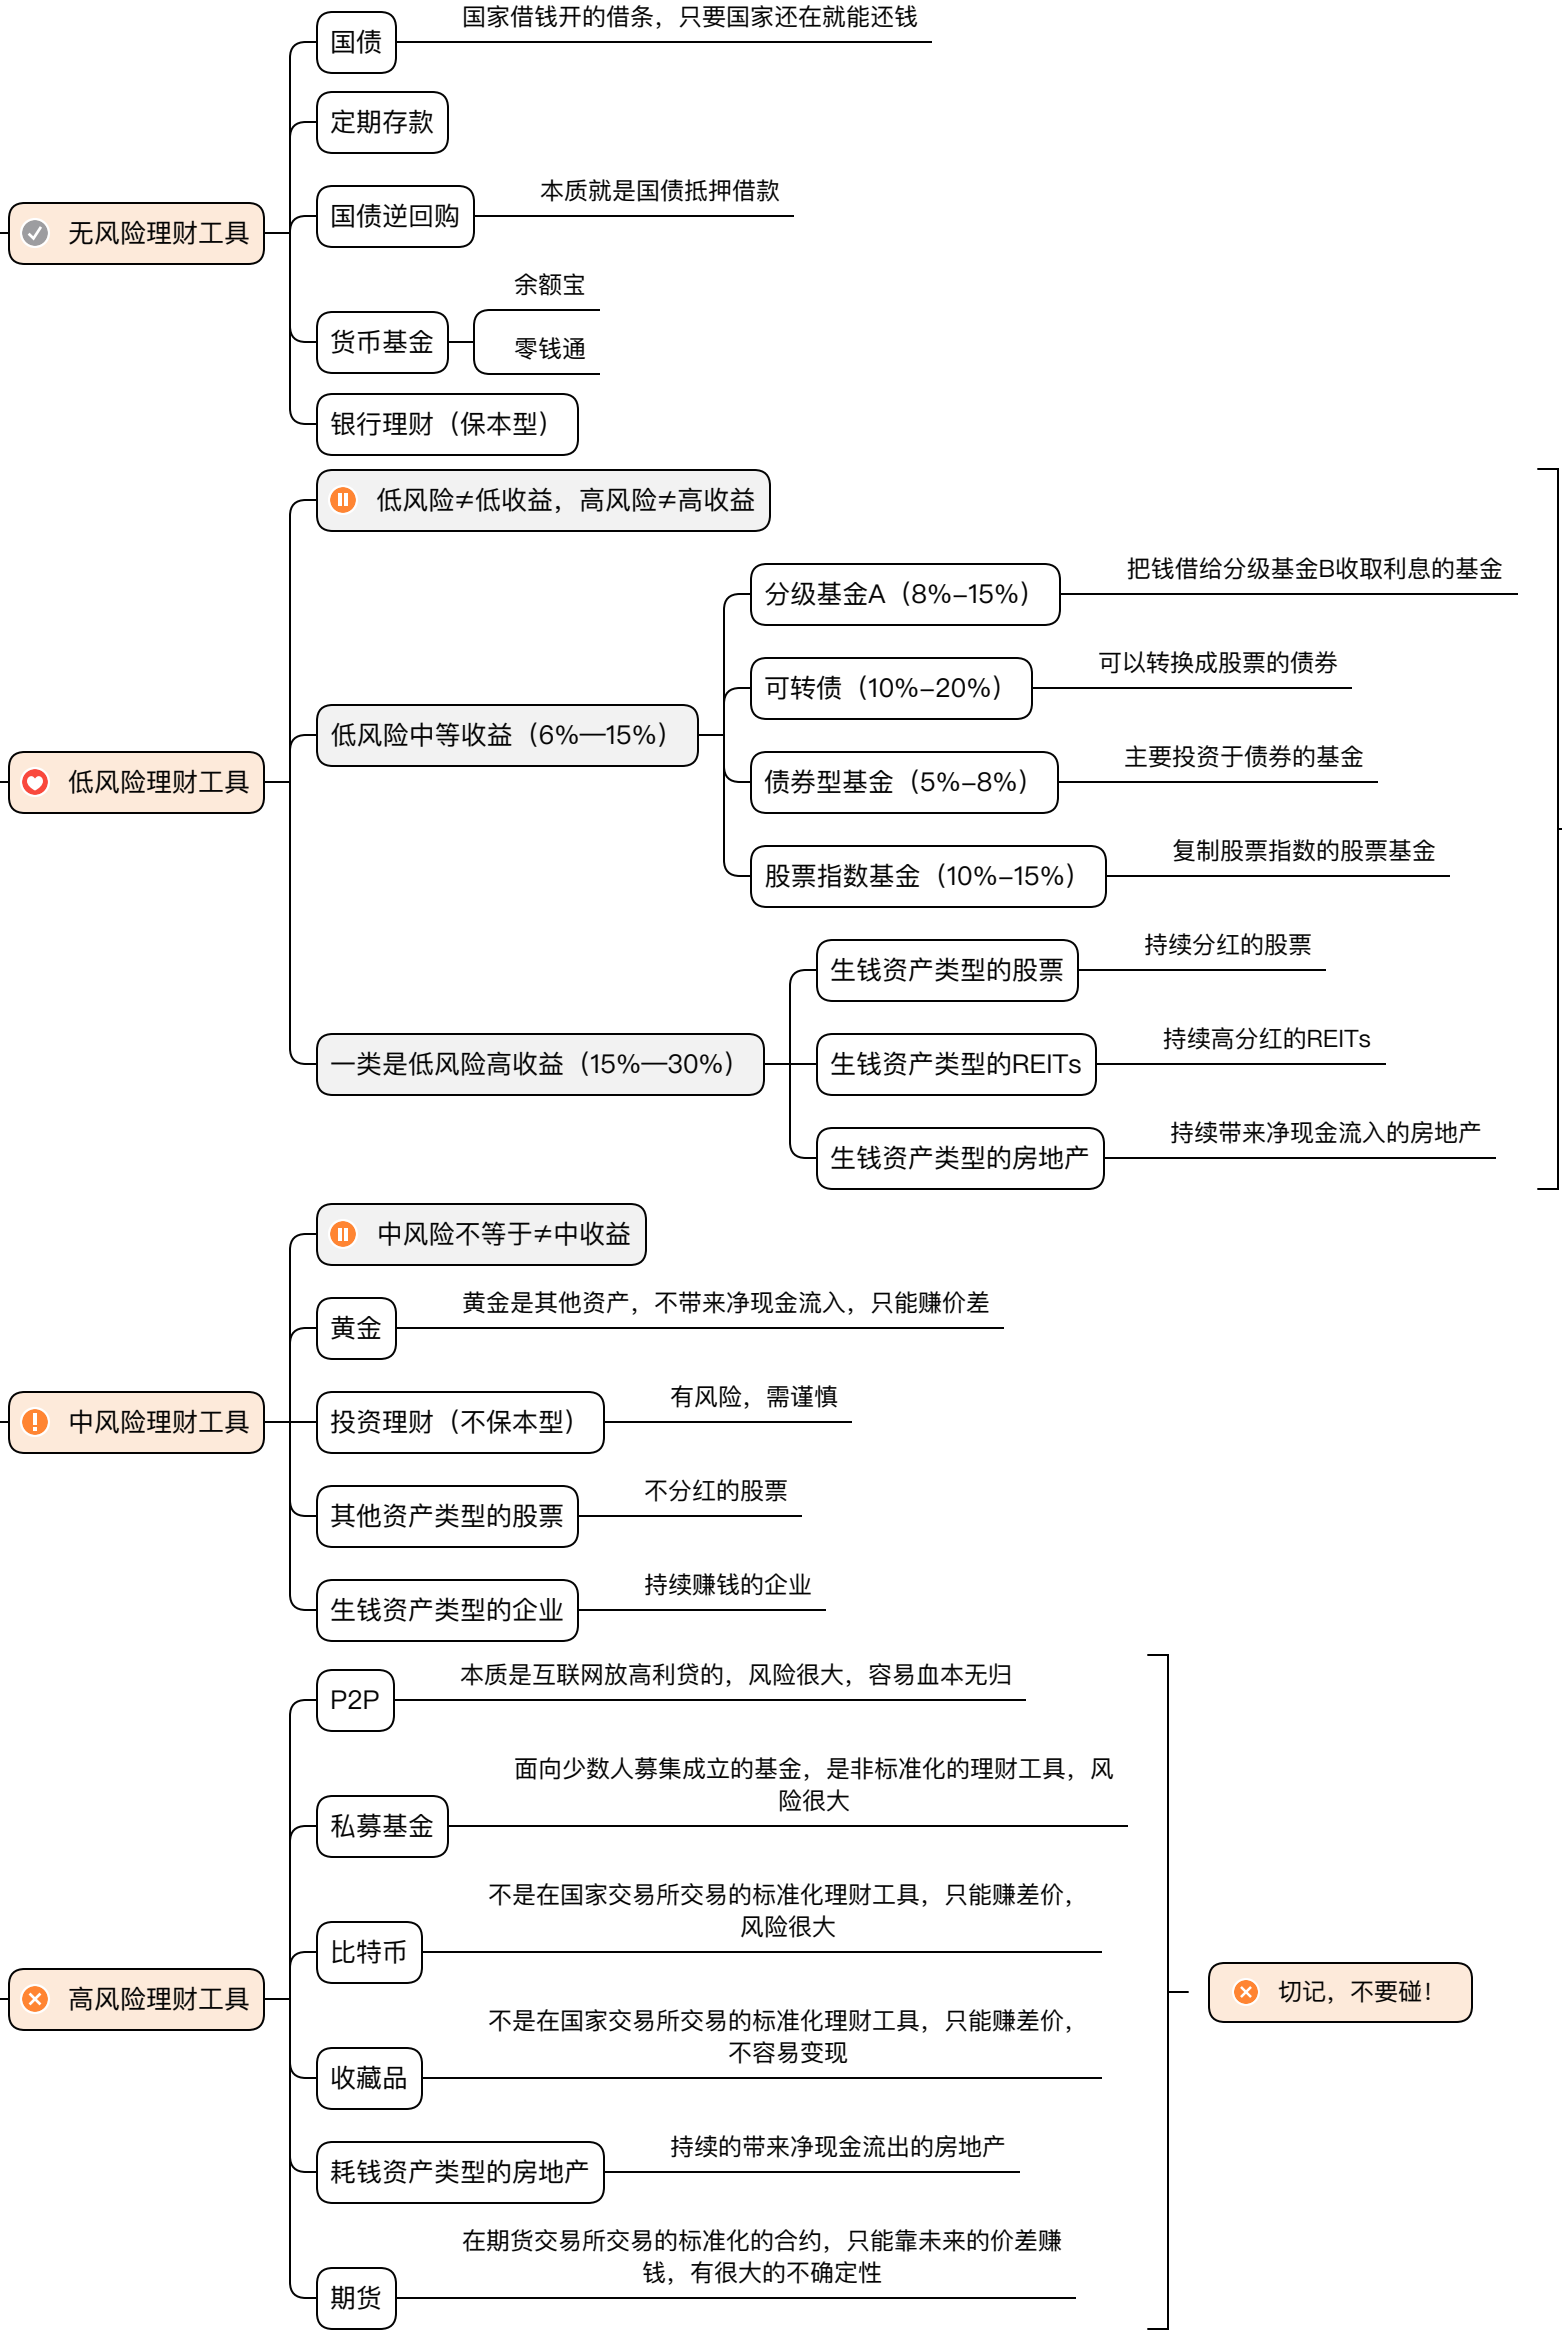 无风险理财工具
国债
国家借钱开的借条，只要国家还在就能还钱
定期存款
国债逆回购
本质就是国债抵押借款
货币基金
余额宝
零钱通
银行理财（保本型）
低风险理财工具
低风险≠低收益，高风险≠高收益
低风险中等收益（6%—15%）
分级基金A（8%–15%）
把钱借给分级基金B收取利息的基金
可转债（10%–20%）
可以转换成股票的债券
债券型基金（5%–8%）
主要投资于债券的基金
股票指数基金（10%–15%）
复制股票指数的股票基金
一类是低风险高收益（15%—30%）
生钱资产类型的股票
持续分红的股票
生钱资产类型的REITs
持续高分红的REITs
生钱资产类型的房地产
持续带来净现金流入的房地产
中风险理财工具
中风险不等于≠中收益
黄金
黄金是其他资产，不带来净现金流入，只能赚价差
投资理财（不保本型）
有风险，需谨慎
其他资产类型的股票
不分红的股票
生钱资产类型的企业
持续赚钱的企业
高风险理财工具
P2P
本质是互联网放高利贷的，风险很大，容易血本无归
私募基金
面向少数人募集成立的基金，是非标准化的理财工具，风
险很大
比特币
不是在国家交易所交易的标准化理财工具，只能赚差价，
风险很大
收藏品
不是在国家交易所交易的标准化理财工具，只能赚差价，
不容易变现
耗钱资产类型的房地产
持续的带来净现金流出的房地产
期货
在期货交易所交易的标准化的合约，只能靠未来的价差赚
钱，有很大的不确定性
切记，不要碰！